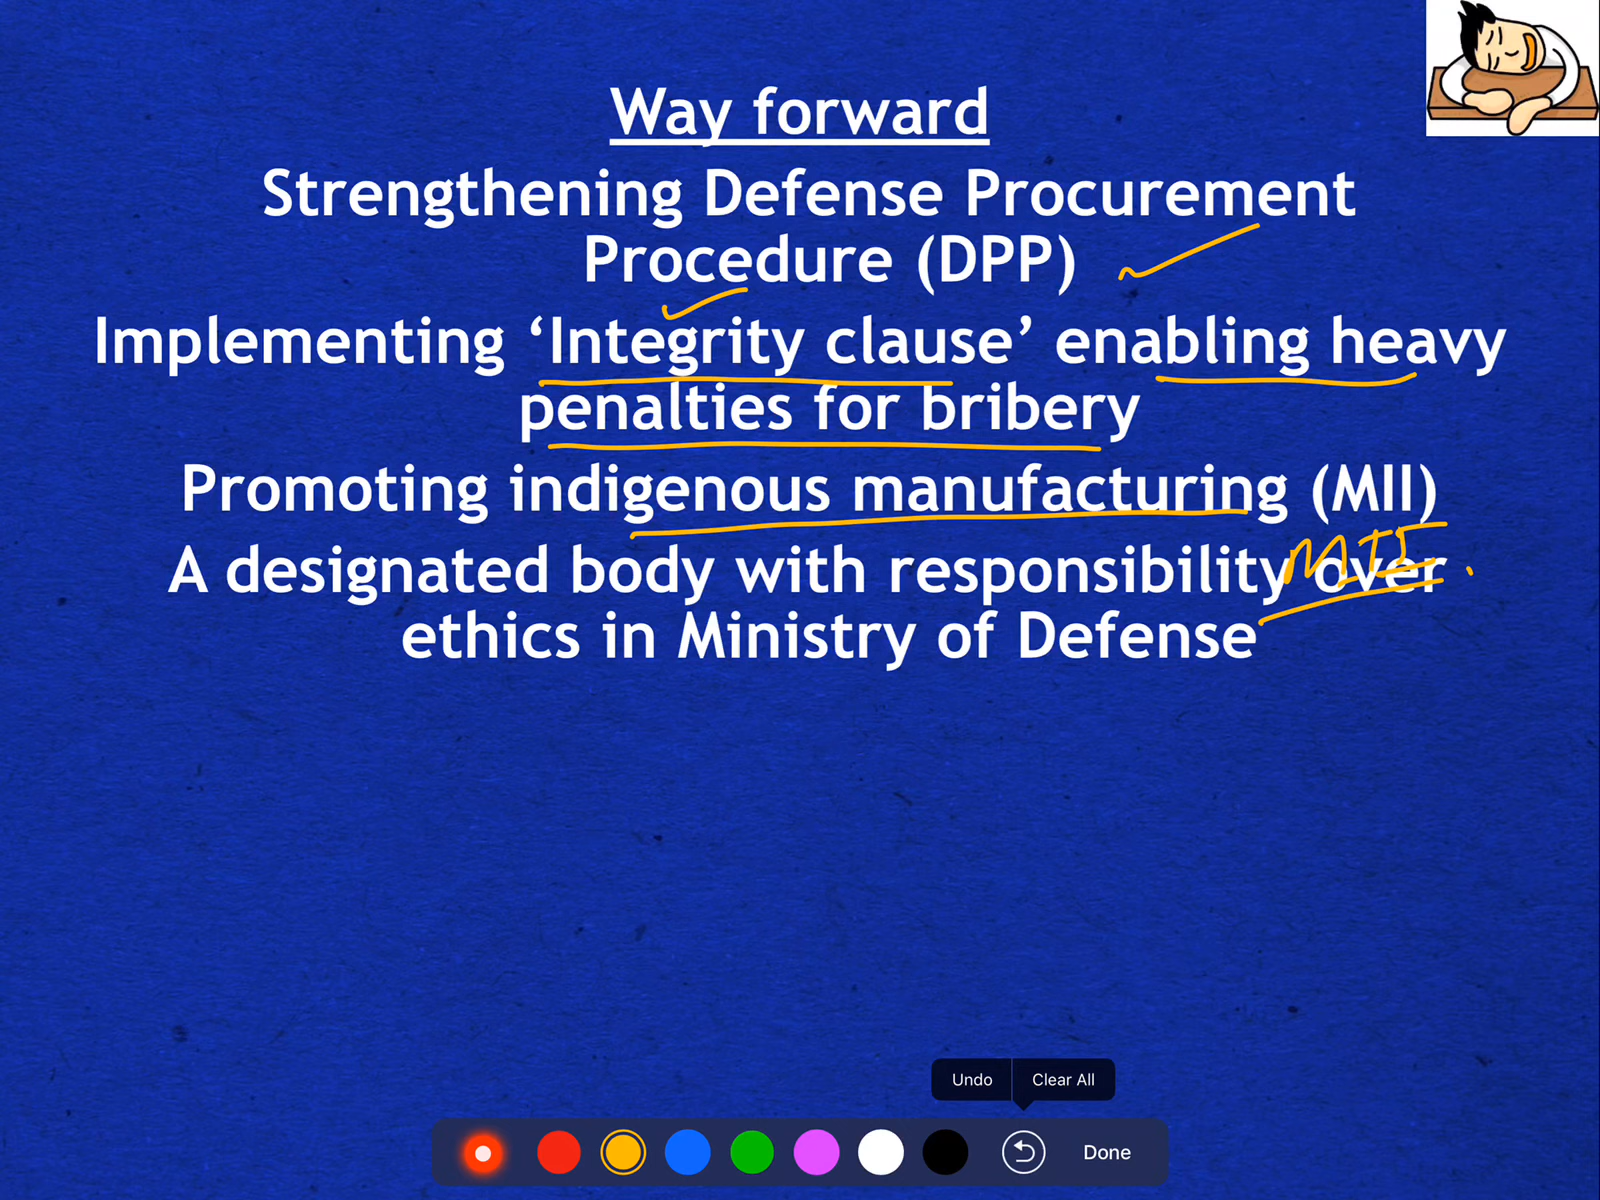 Way forward
Strengthening Defense Procurement
Procedure (DPP)
Implementing ‘Integrity clause’ enabling heavy
penalties for bribery
Promoting indigenous manufacturing (MII)
A designated body with responsibility over
MII
ethics in Ministry of Defense
Undo
Clear All
Done